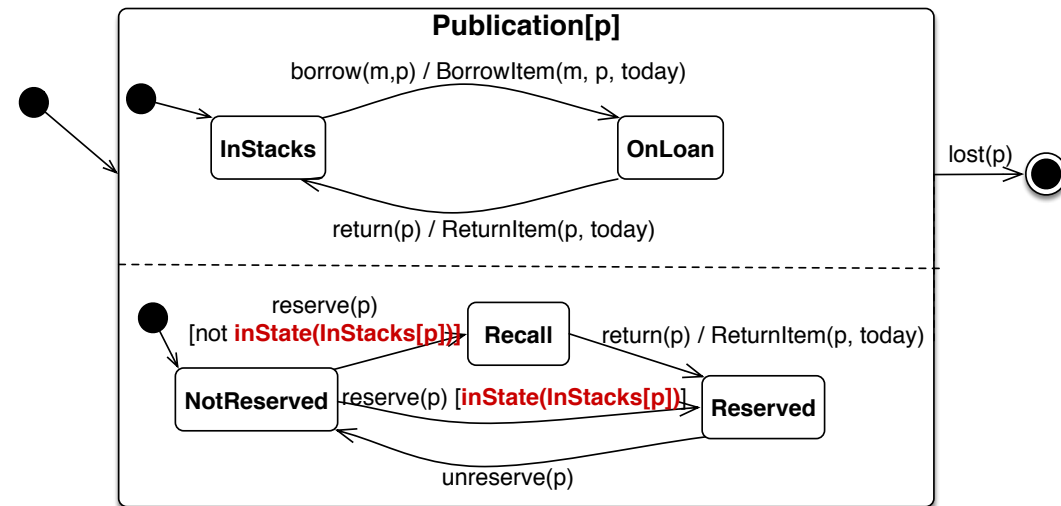 Publication[p]
borrow(m,p) / BorrowItem(m, p, today)
InStacks
OnLoan
lost(p)
return(p) / ReturnItem(p, today)
reserve(p)
[not inState(InStacks[p])]
Recall
return(p) / ReturnItem(p, today)
NotReserved
reserve(p) [inState(InStacks[p])]
Reserved
unreserve(p)